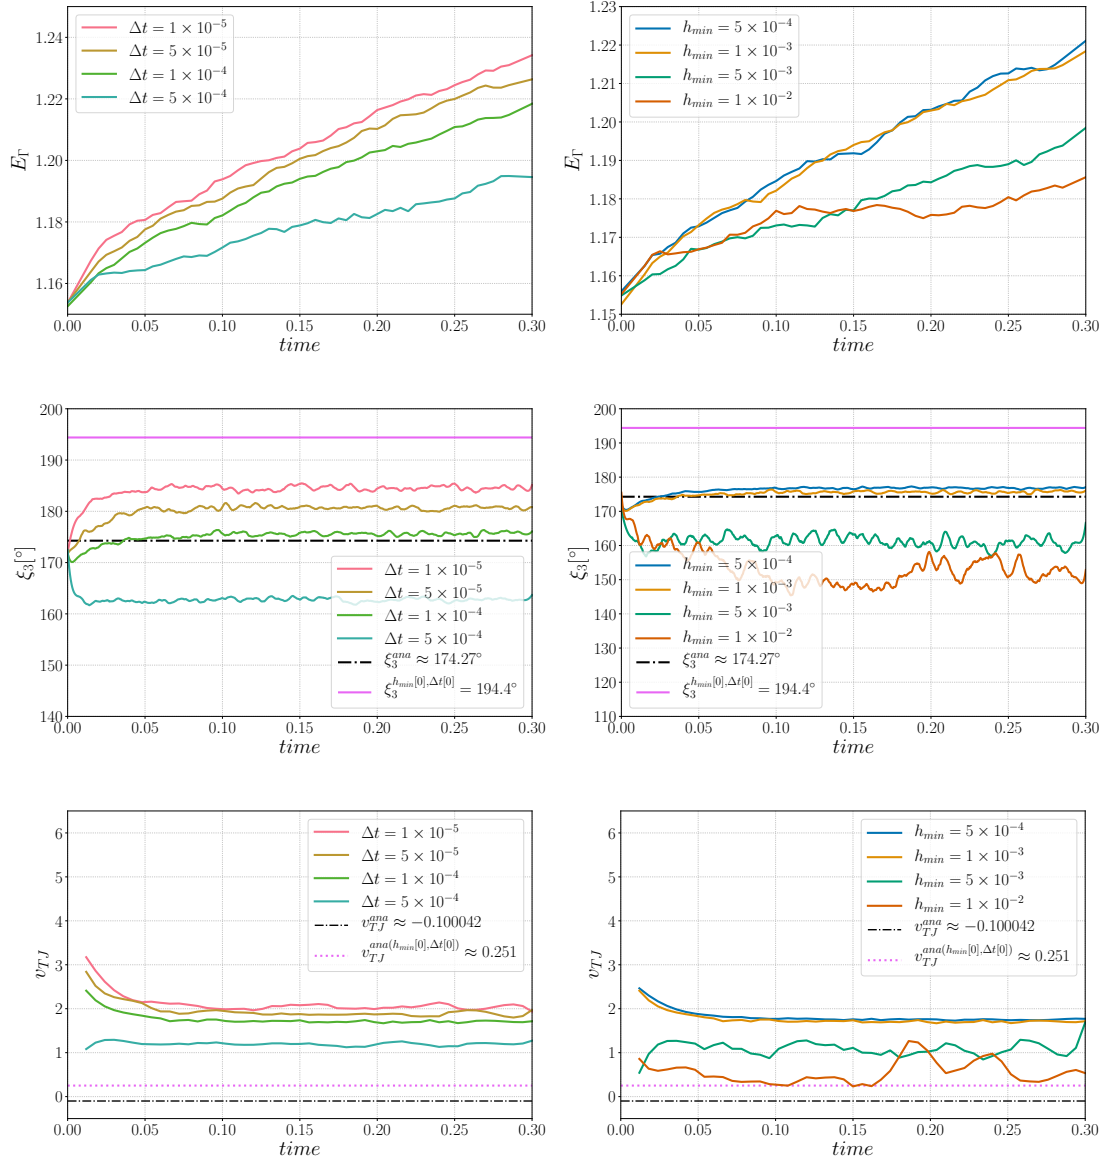 1.24
1.22
1.20
1.18
1.16
E_Γ
Δt = 1 × 10⁻⁵
Δt = 5 × 10⁻⁵
Δt = 1 × 10⁻⁴
Δt = 5 × 10⁻⁴
0.00 0.05 0.10 0.15 0.20 0.25 0.30
time
1.23
1.22
1.21
1.20
1.19
1.18
1.17
1.16
1.15
E_Γ
h_min = 5 × 10⁻⁴
h_min = 1 × 10⁻³
h_min = 5 × 10⁻³
h_min = 1 × 10⁻²
0.00 0.05 0.10 0.15 0.20 0.25 0.30
time
200
190
180
170
160
150
140
ξ₃[°]
Δt = 1 × 10⁻⁵
Δt = 5 × 10⁻⁵
Δt = 1 × 10⁻⁴
Δt = 5 × 10⁻⁴
ξ₃^ana ≈ 174.27°
ξ₃^{h_min[0],Δt[0]} = 194.4°
0.00 0.05 0.10 0.15 0.20 0.25 0.30
time
200
190
180
170
160
150
140
130
120
110
ξ₃[°]
h_min = 5 × 10⁻⁴
h_min = 1 × 10⁻³
h_min = 5 × 10⁻³
h_min = 1 × 10⁻²
ξ₃^ana ≈ 174.27°
ξ₃^{h_min[0],Δt[0]} = 194.4°
0.00 0.05 0.10 0.15 0.20 0.25 0.30
time
6
5
4
3
2
1
0
v_TJ
Δt = 1 × 10⁻⁵
Δt = 5 × 10⁻⁵
Δt = 1 × 10⁻⁴
Δt = 5 × 10⁻⁴
v_TJ^ana ≈ −0.100042
v_TJ^{ana(h_min[0],Δt[0])} ≈ 0.251
0.00 0.05 0.10 0.15 0.20 0.25 0.30
time
6
5
4
3
2
1
0
v_TJ
h_min = 5 × 10⁻⁴
h_min = 1 × 10⁻³
h_min = 5 × 10⁻³
h_min = 1 × 10⁻²
v_TJ^ana ≈ −0.100042
v_TJ^{ana(h_min[0],Δt[0])} ≈ 0.251
0.00 0.05 0.10 0.15 0.20 0.25 0.30
time